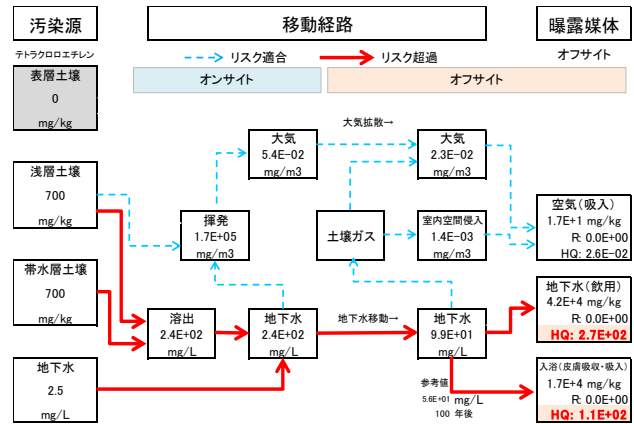 汚染源
移動経路
曝露媒体
テトラクロロエチレン
リスク適合
リスク超過
オフサイト
オンサイト
オフサイト
表層土壌
0
mg/kg
大気拡散→
大気
5.4E-02
mg/m3
大気
2.3E-02
mg/m3
浅層土壌
700
mg/kg
揮発
1.7E+05
mg/m3
土壌ガス
室内空間侵入
1.4E-03
mg/m3
空気(吸入)
1.7E+1 mg/kg
R: 0.0E+00
HQ: 2.6E-02
帯水層土壌
700
mg/kg
溶出
2.4E+02
mg/L
地下水
2.4E+02
mg/L
地下水移動→
地下水
9.9E+01
mg/L
地下水(飲用)
4.2E+4 mg/kg
R: 0.0E+00
HQ: 2.7E+02
地下水
2.5
mg/L
参考値
5.6E+01 mg/L
100 年後
入浴(皮膚吸収・吸入)
1.7E+4 mg/kg
R: 0.0E+00
HQ: 1.1E+02